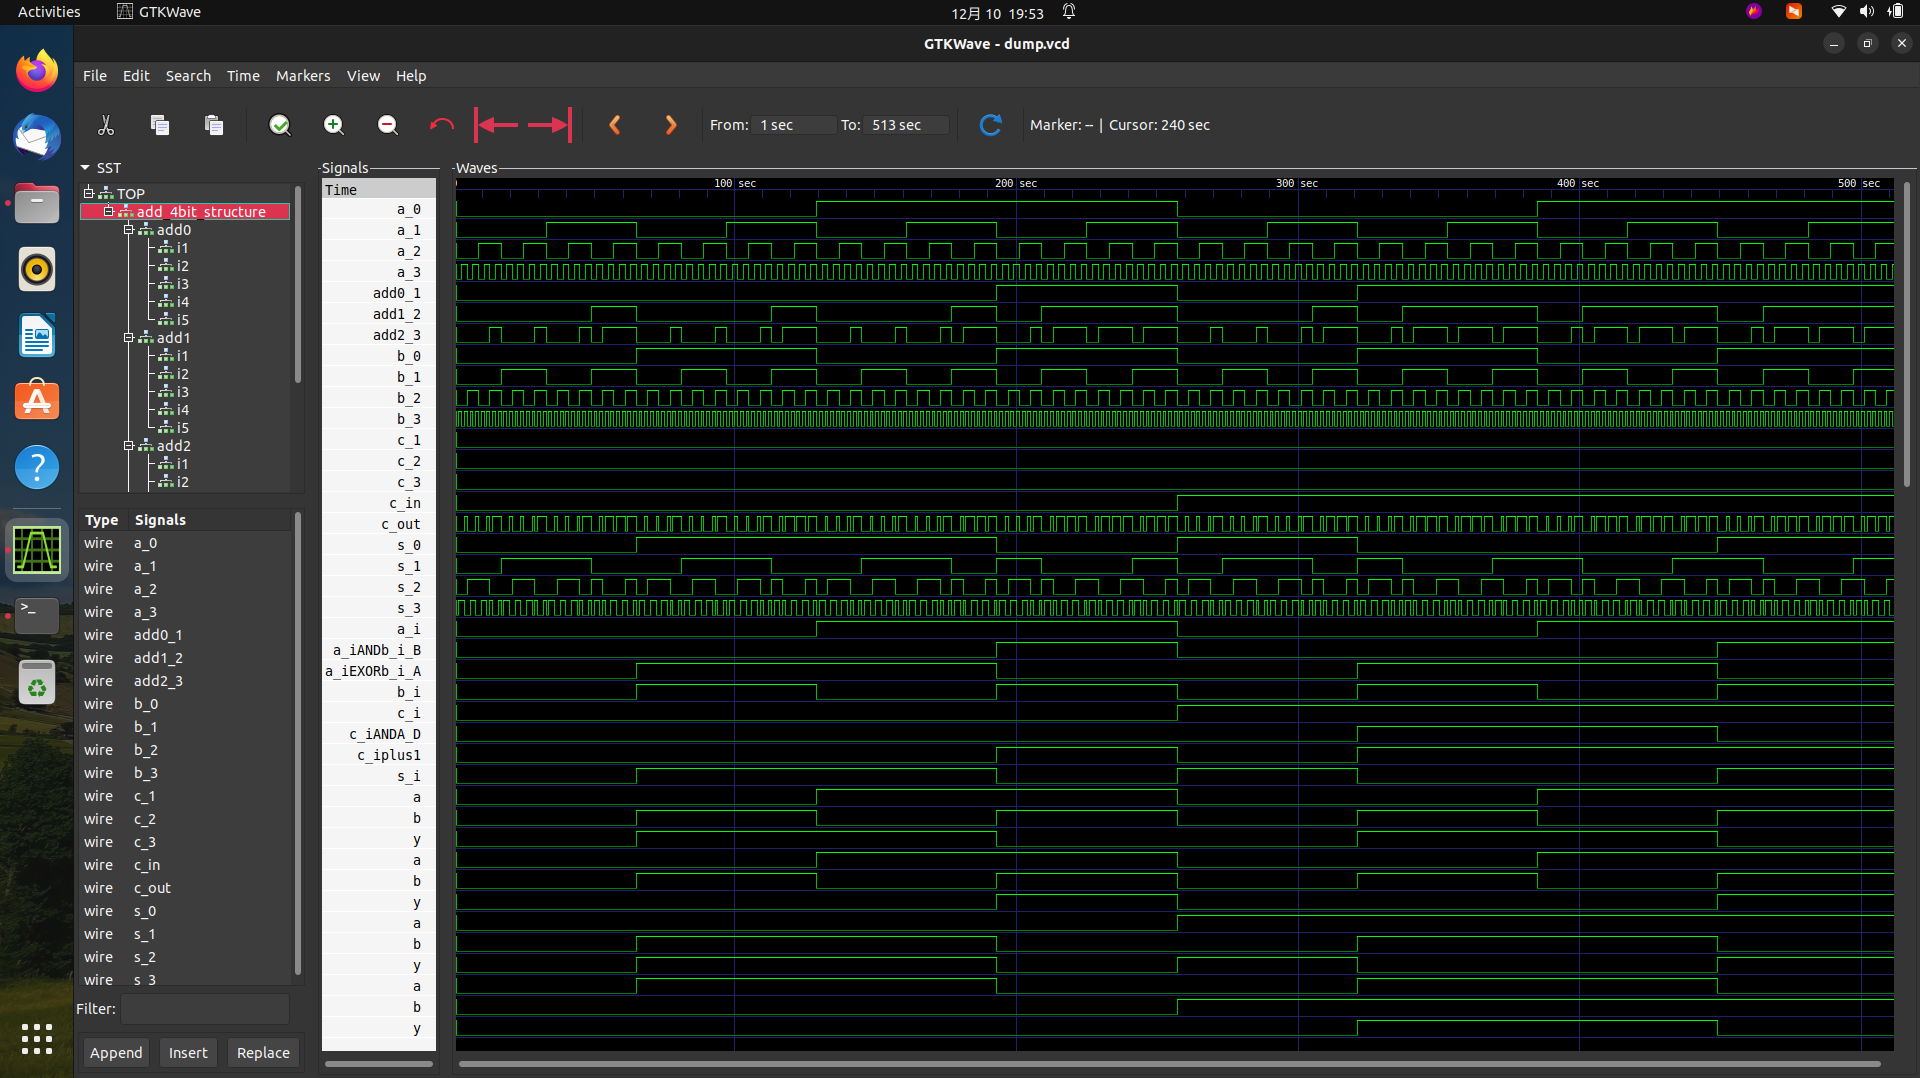 Activities GTKWave 12月 10 19:53
GTKWave - dump.vcd
File Edit Search Time Markers View Help
From: 1 sec To: 513 sec Marker: -- | Cursor: 240 sec
SST
TOP
add_4bit_structure
add0
i1
i2
i3
i4
i5
add1
i1
i2
i3
i4
i5
add2
i1
i2
Type Signals
wire a_0
wire a_1
wire a_2
wire a_3
wire add0_1
wire add1_2
wire add2_3
wire b_0
wire b_1
wire b_2
wire b_3
wire c_1
wire c_2
wire c_3
wire c_in
wire c_out
wire s_0
wire s_1
wire s_2
wire s_3
Filter:
Append Insert Replace
Signals
Time
a_0
a_1
a_2
a_3
add0_1
add1_2
add2_3
b_0
b_1
b_2
b_3
c_1
c_2
c_3
c_in
c_out
s_0
s_1
s_2
s_3
a_i
a_iANDb_i_B
a_iEXORb_i_A
b_i
c_i
c_iANDA_D
c_iplus1
s_i
a
b
y
a
b
y
a
b
y
a
b
y
Waves
100 sec 200 sec 300 sec 400 sec 500 sec